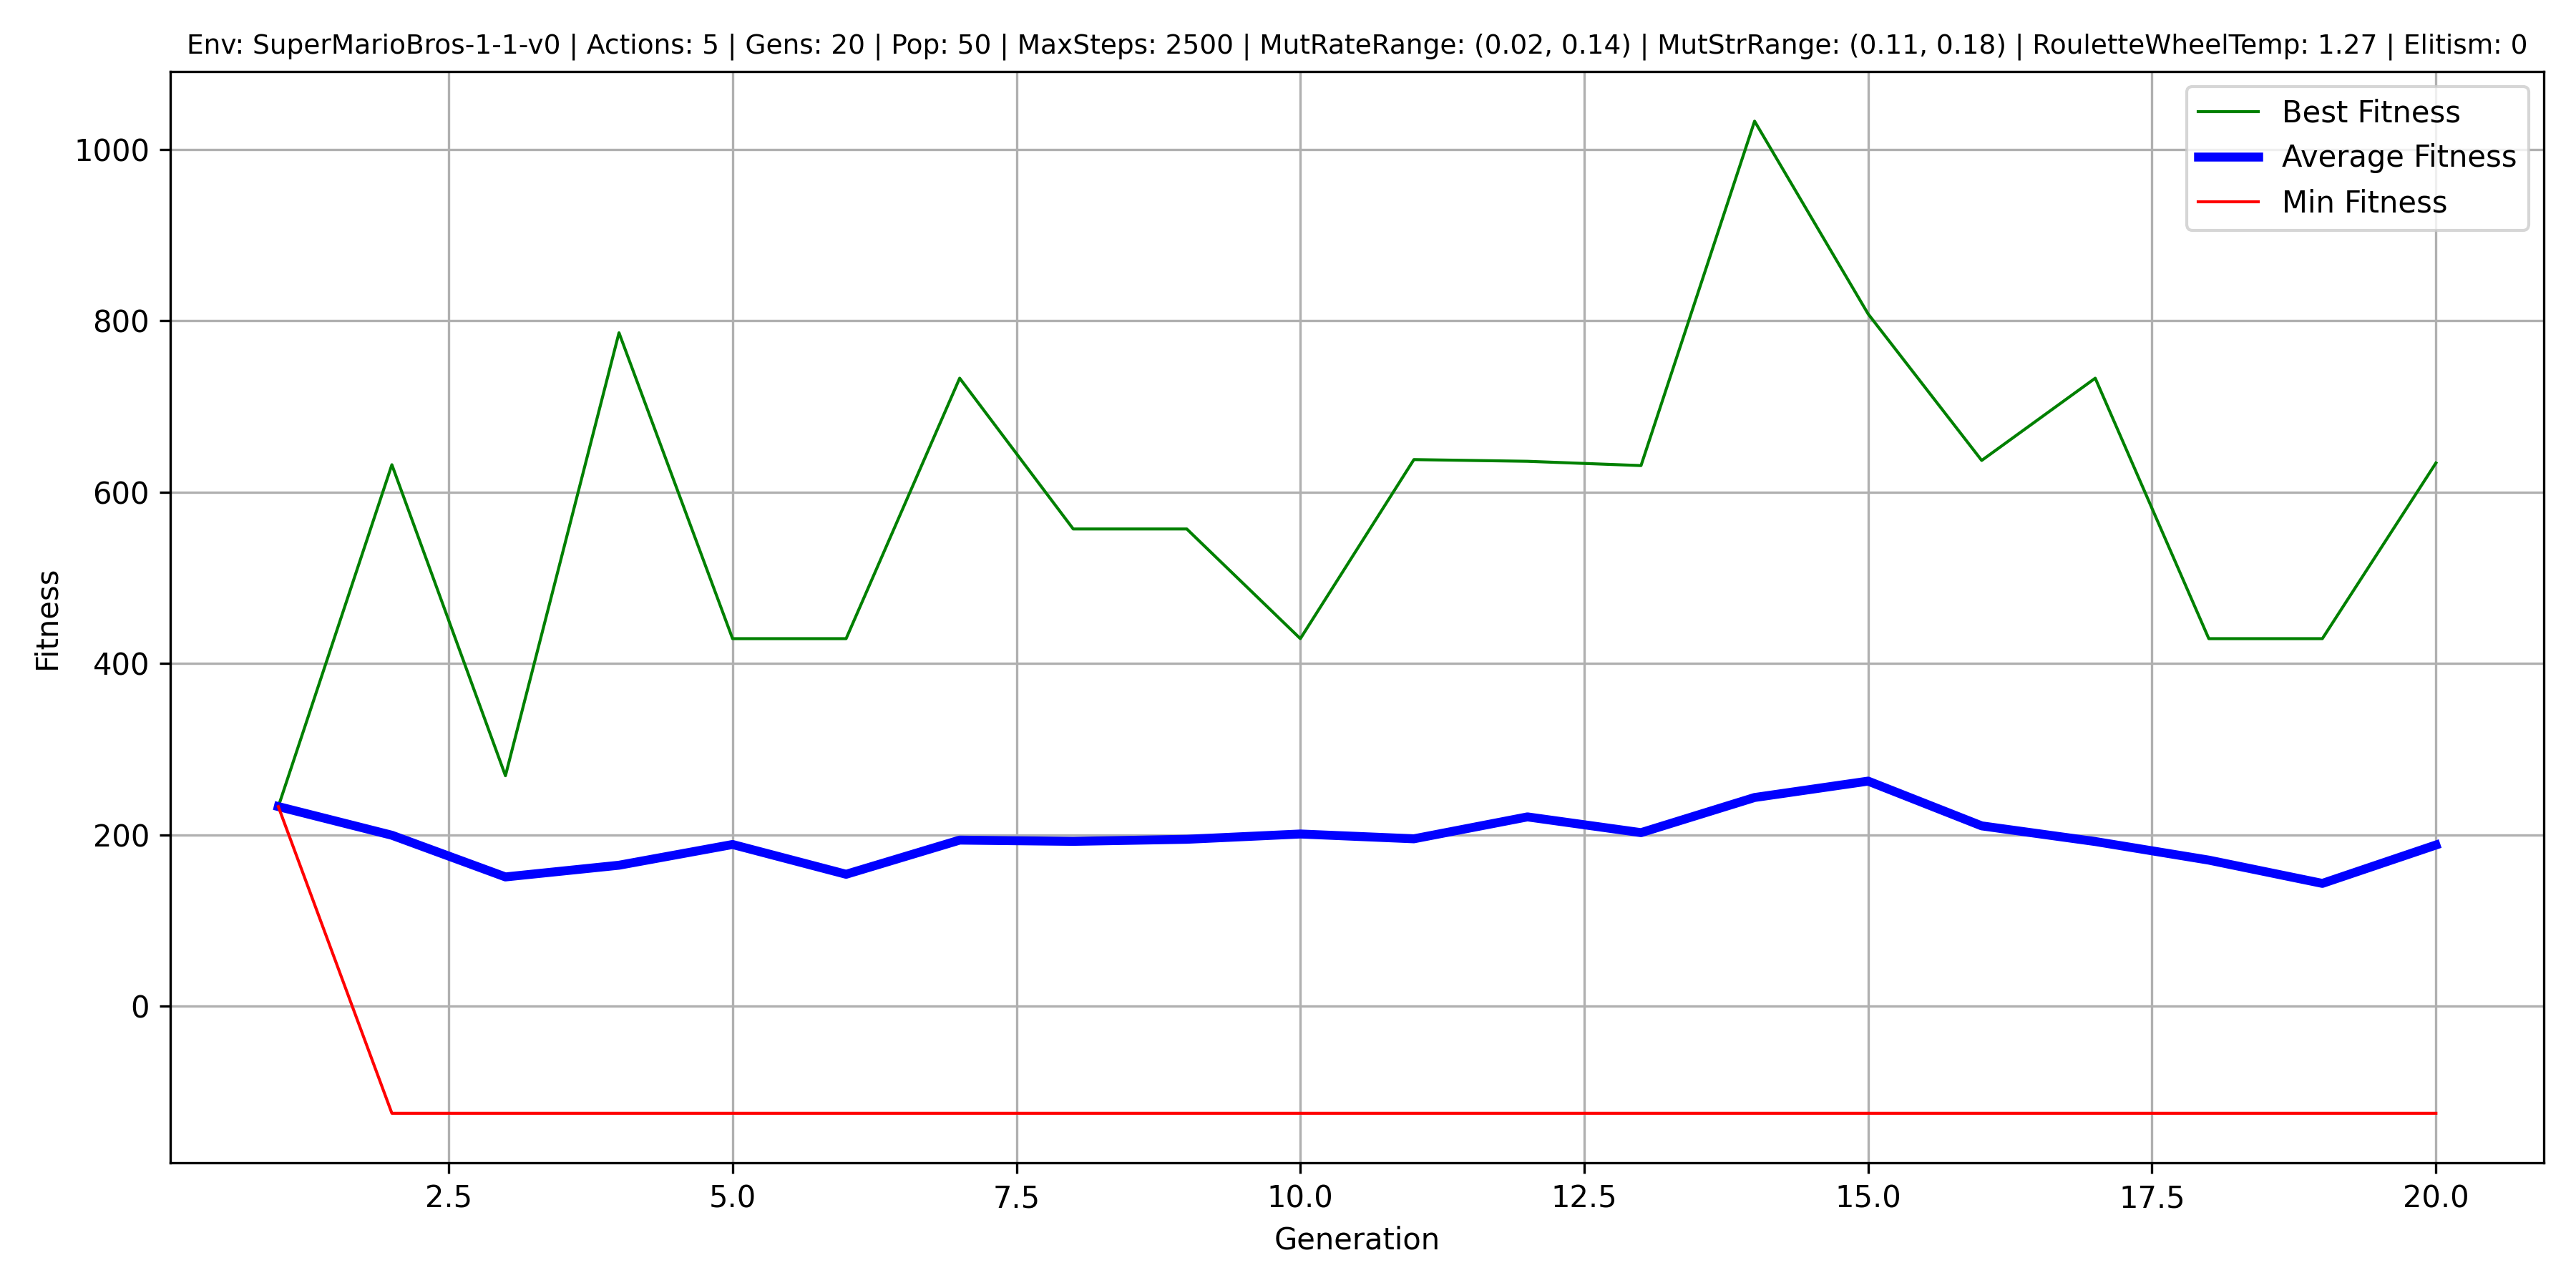 Env: SuperMarioBros-1-1-v0 | Actions: 5 | Gens: 20 | Pop: 50 | MaxSteps: 2500 | MutRateRange: (0.02, 0.14) | MutStrRange: (0.11, 0.18) | RouletteWheelTemp: 1.27 | Elitism: 0
Best Fitness
Average Fitness
Min Fitness
Fitness
1000
800
600
400
200
0
2.5 5.0 7.5 10.0 12.5 15.0 17.5 20.0
Generation